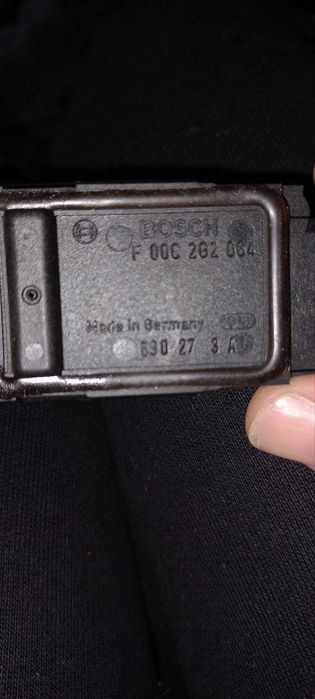 BOSCH
F 00C 2G2 064
Made in Germany
630 27 3 A